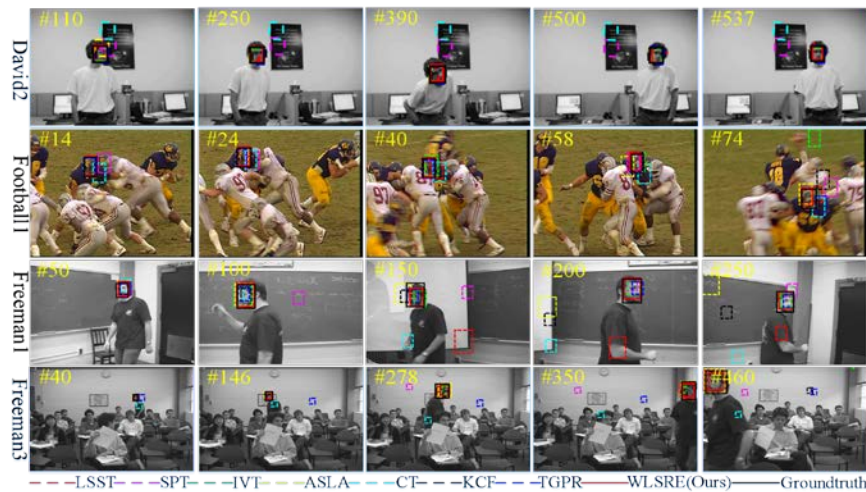 David2
#110 #250 #390 #500 #537
Football1
#14 #24 #40 #58 #74
Freeman1
#50 #100 #150 #200 #250
Freeman3
#40 #146 #278 #350 #460
LSST SPT IVT ASLA CT KCF TGPR WLSRE(Ours) Groundtruth